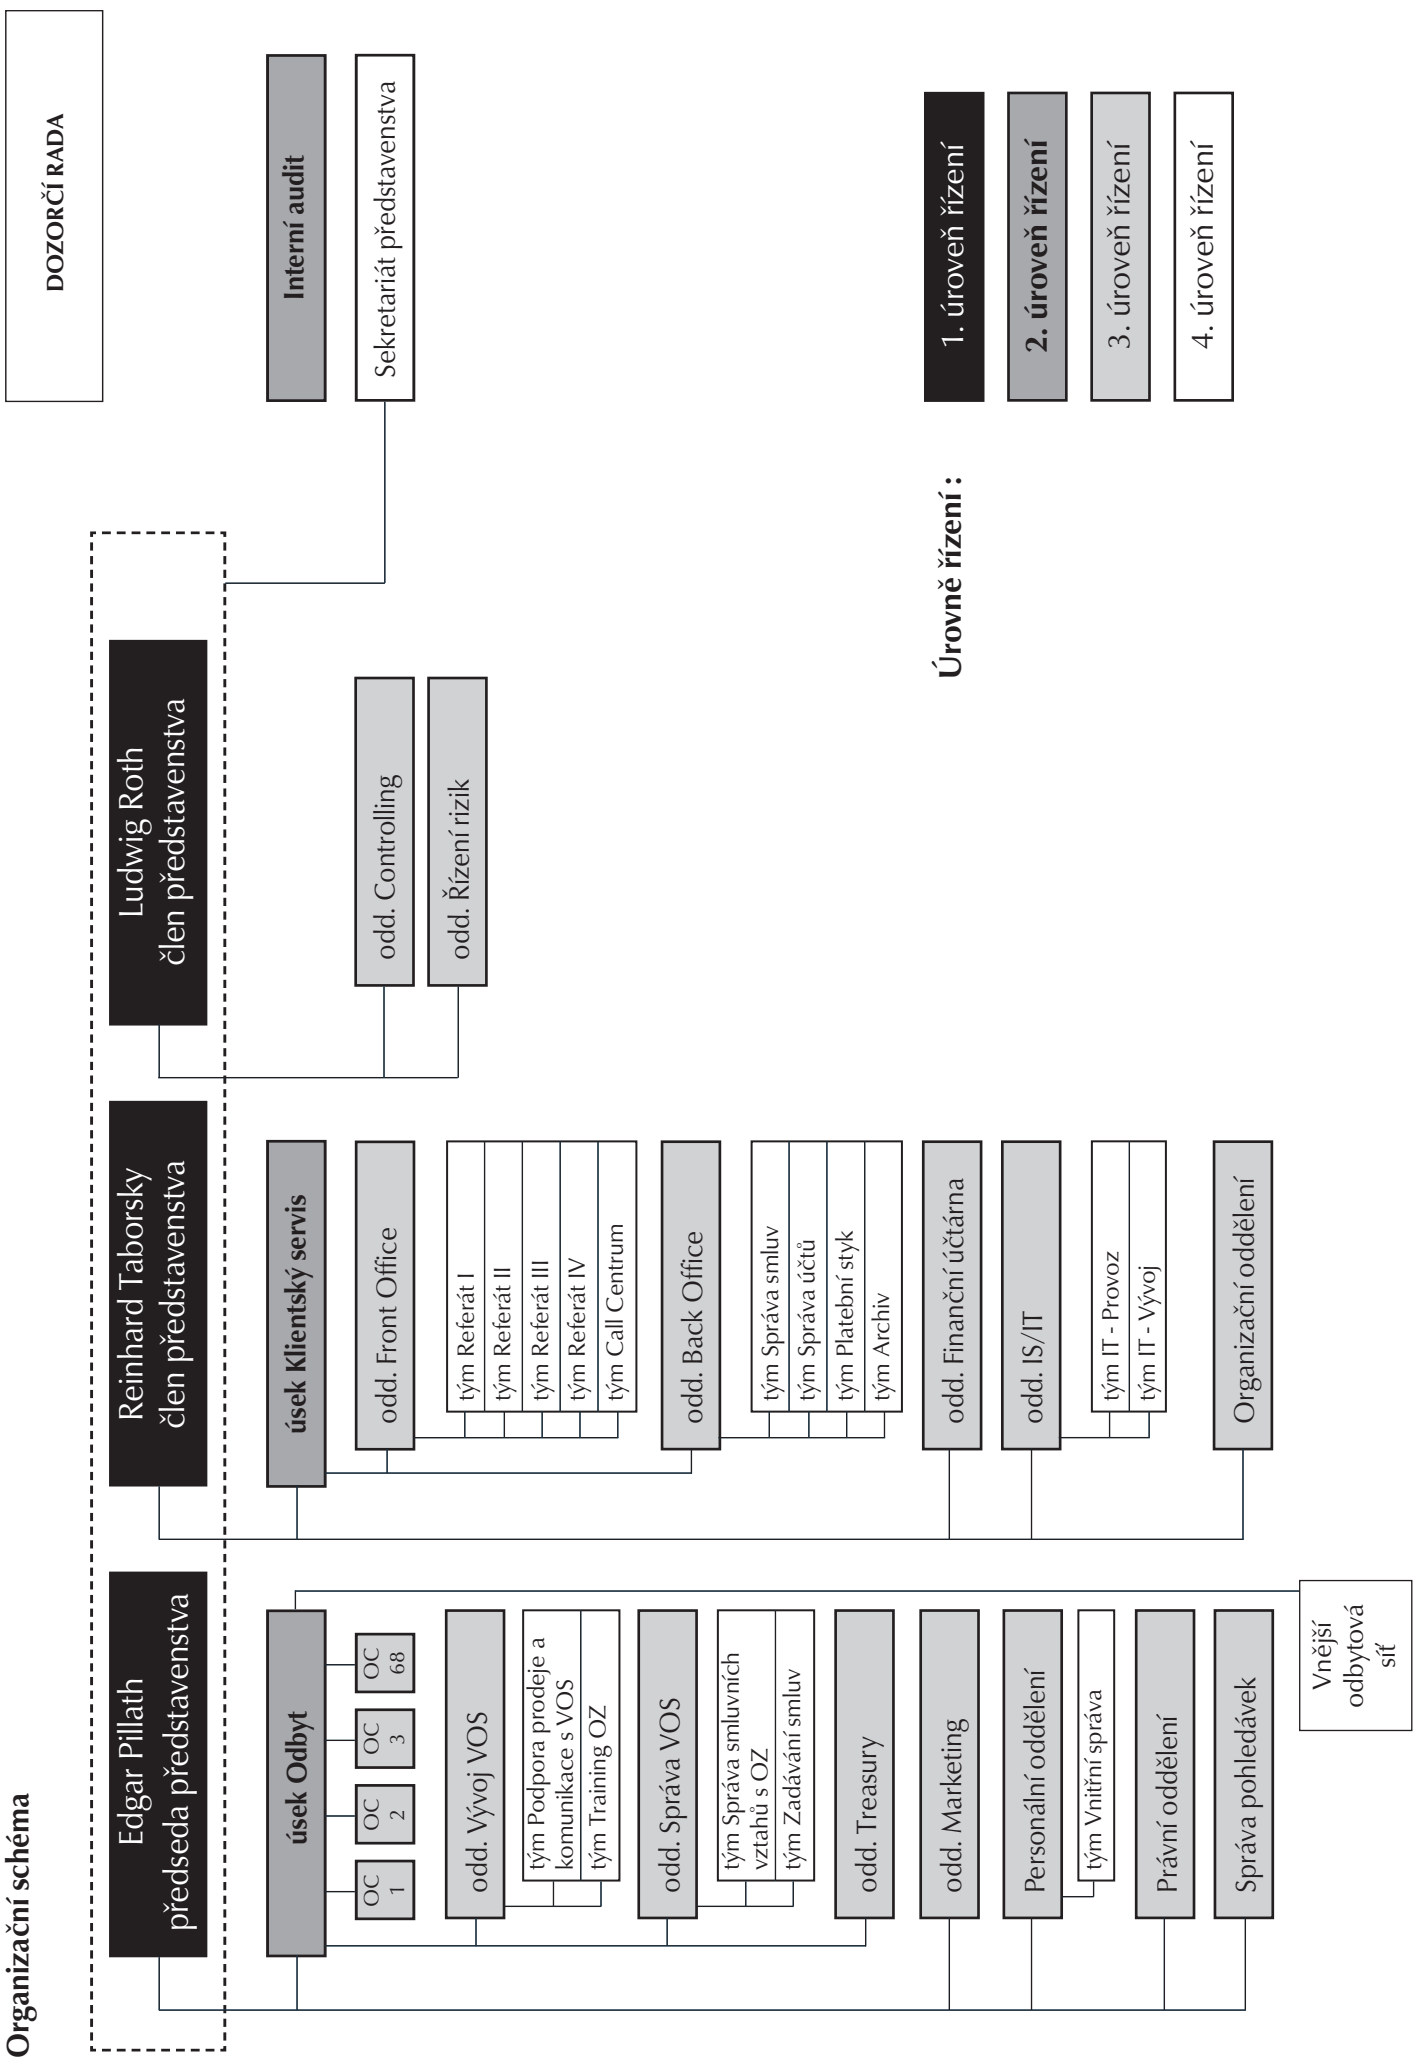 Organizační schéma
DOZORČÍ RADA
Edgar Pillath
předseda představenstva
úsek Odbyt
OC
1
OC
2
OC
3
OC
68
odd. Vývoj VOS
tým Podpora prodeje a
komunikace s VOS
tým Training OZ
odd. Správa VOS
tým Správa smluvních
vztahů s OZ
tým Zadávání smluv
odd. Treasury
odd. Marketing
Personální oddělení
tým Vnitřní správa
Právní oddělení
Správa pohledávek
Vnější
odbytová
síť
Reinhard Taborsky
člen představenstva
úsek Klientský servis
odd. Front Office
tým Referát I
tým Referát II
tým Referát III
tým Referát IV
tým Call Centrum
odd. Back Office
tým Správa smluv
tým Správa účtů
tým Platební styk
tým Archiv
odd. Finanční účtárna
odd. IS/IT
tým IT - Provoz
tým IT - Vývoj
Organizační oddělení
Ludwig Roth
člen představenstva
odd. Controlling
odd. Řízení rizik
Interní audit
Sekretariát představenstva
Úrovně řízení :
1. úroveň řízení
2. úroveň řízení
3. úroveň řízení
4. úroveň řízení